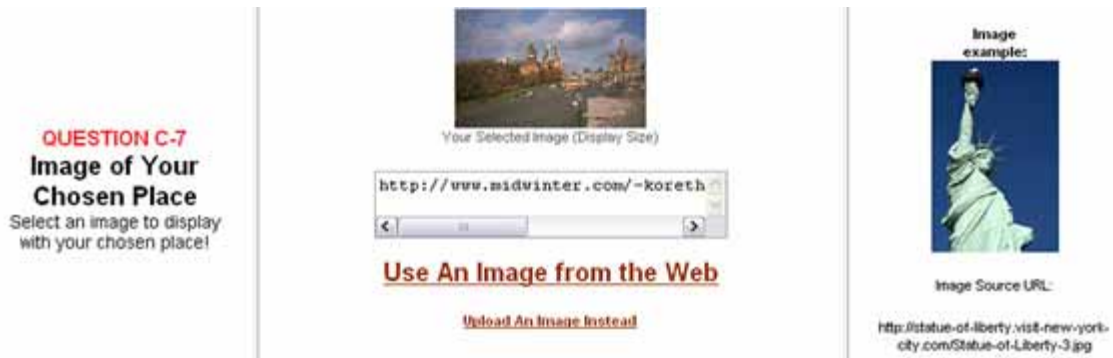 QUESTION C-7
Image of Your
Chosen Place
Select an image to display
with your chosen place!
Your Selected Image (Display Size)
http://www.midwinter.com/~koreth
Use An Image from the Web
Upload An Image Instead
Image
example:
Image Source URL:
http://statue-of-liberty.visit-new-york-
city.com/Statue-of-Liberty-3.jpg